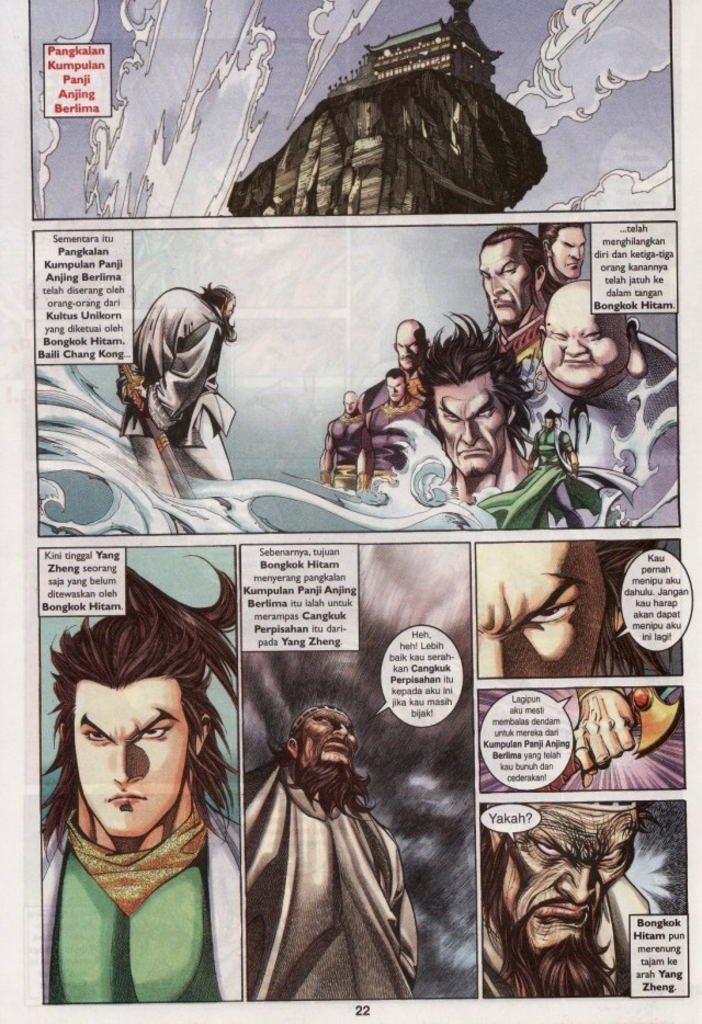 Pangkalan
Kumpulan
Panji
Anjing
Berlima
Sementara itu
Pangkalan
Kumpulan Panji
Anjing Berlima
telah diserang oleh
orang-orang dari
Kultus Unikorn
yang diketuai oleh
Bongkok Hitam.
Baili Chang Kong...
...telah
menghilangkan
diri dan ketiga-tiga
orang kanannya
telah jatuh ke
dalam tangan
Bongkok Hitam.
Kini tinggal Yang
Zheng seorang
saja yang belum
ditewaskan oleh
Bongkok Hitam.
Sebenarnya, tujuan
Bongkok Hitam
menyerang pangkalan
Kumpulan Panji Anjing
Berlima itu ialah untuk
merampas Cangkuk
Perpisahan itu dari-
pada Yang Zheng.
Heh,
heh! Lebih
baik kau serah-
kan Cangkuk
Perpisahan itu
kepada aku ini
jika kau masih
bijak!
Kau
pernah
menipu aku
dahulu. Jangan
kau harap
akan dapat
menipu aku
ini lagi!
Lagipun
aku mesti
membalas dendam
untuk mereka dari
Kumpulan Panji Anjing
Berlima yang telah
kau bunuh dan
cederakan!
Yakah?
Bongkok
Hitam pun
merenung
tajam ke
arah Yang
Zheng.
22